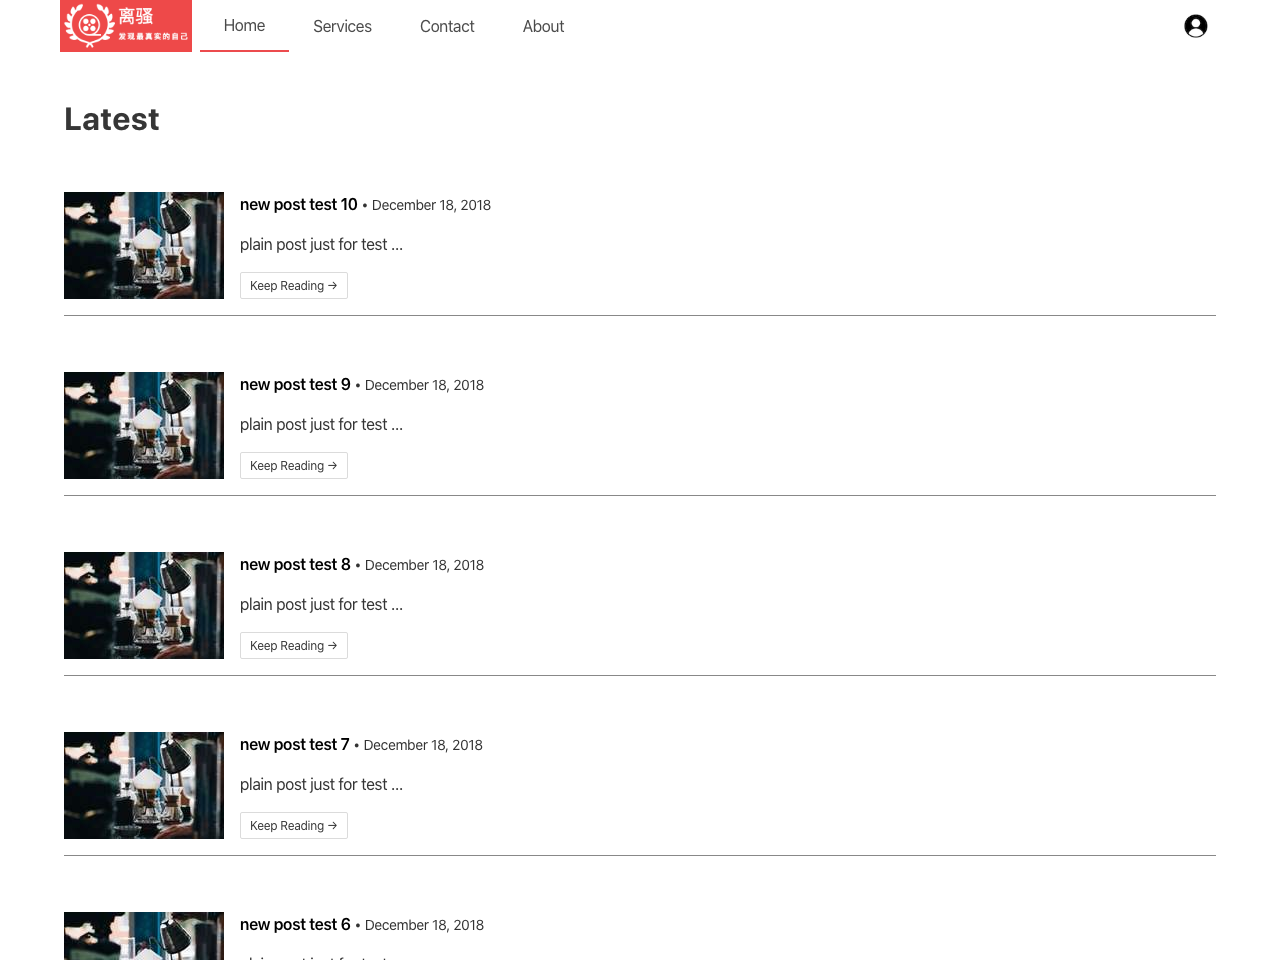 离骚
发现最真实的自己
Home
Services
Contact
About
Latest
new post test 10 • December 18, 2018
plain post just for test ...
Keep Reading →
new post test 9 • December 18, 2018
plain post just for test ...
Keep Reading →
new post test 8 • December 18, 2018
plain post just for test ...
Keep Reading →
new post test 7 • December 18, 2018
plain post just for test ...
Keep Reading →
new post test 6 • December 18, 2018